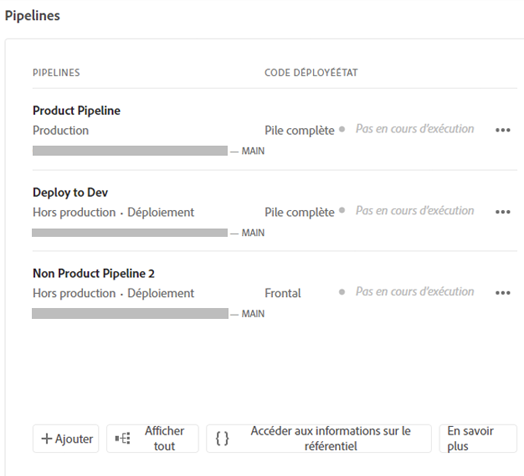 Pipelines
PIPELINES CODE DÉPLOYÉÉTAT
Product Pipeline
Production Pile complète Pas en cours d'exécution
— MAIN
Deploy to Dev
Hors production · Déploiement Pile complète Pas en cours d'exécution
— MAIN
Non Product Pipeline 2
Hors production · Déploiement Frontal Pas en cours d'exécution
— MAIN
+ Ajouter
Afficher
tout
{ } Accéder aux informations sur le
référentiel
En savoir
plus